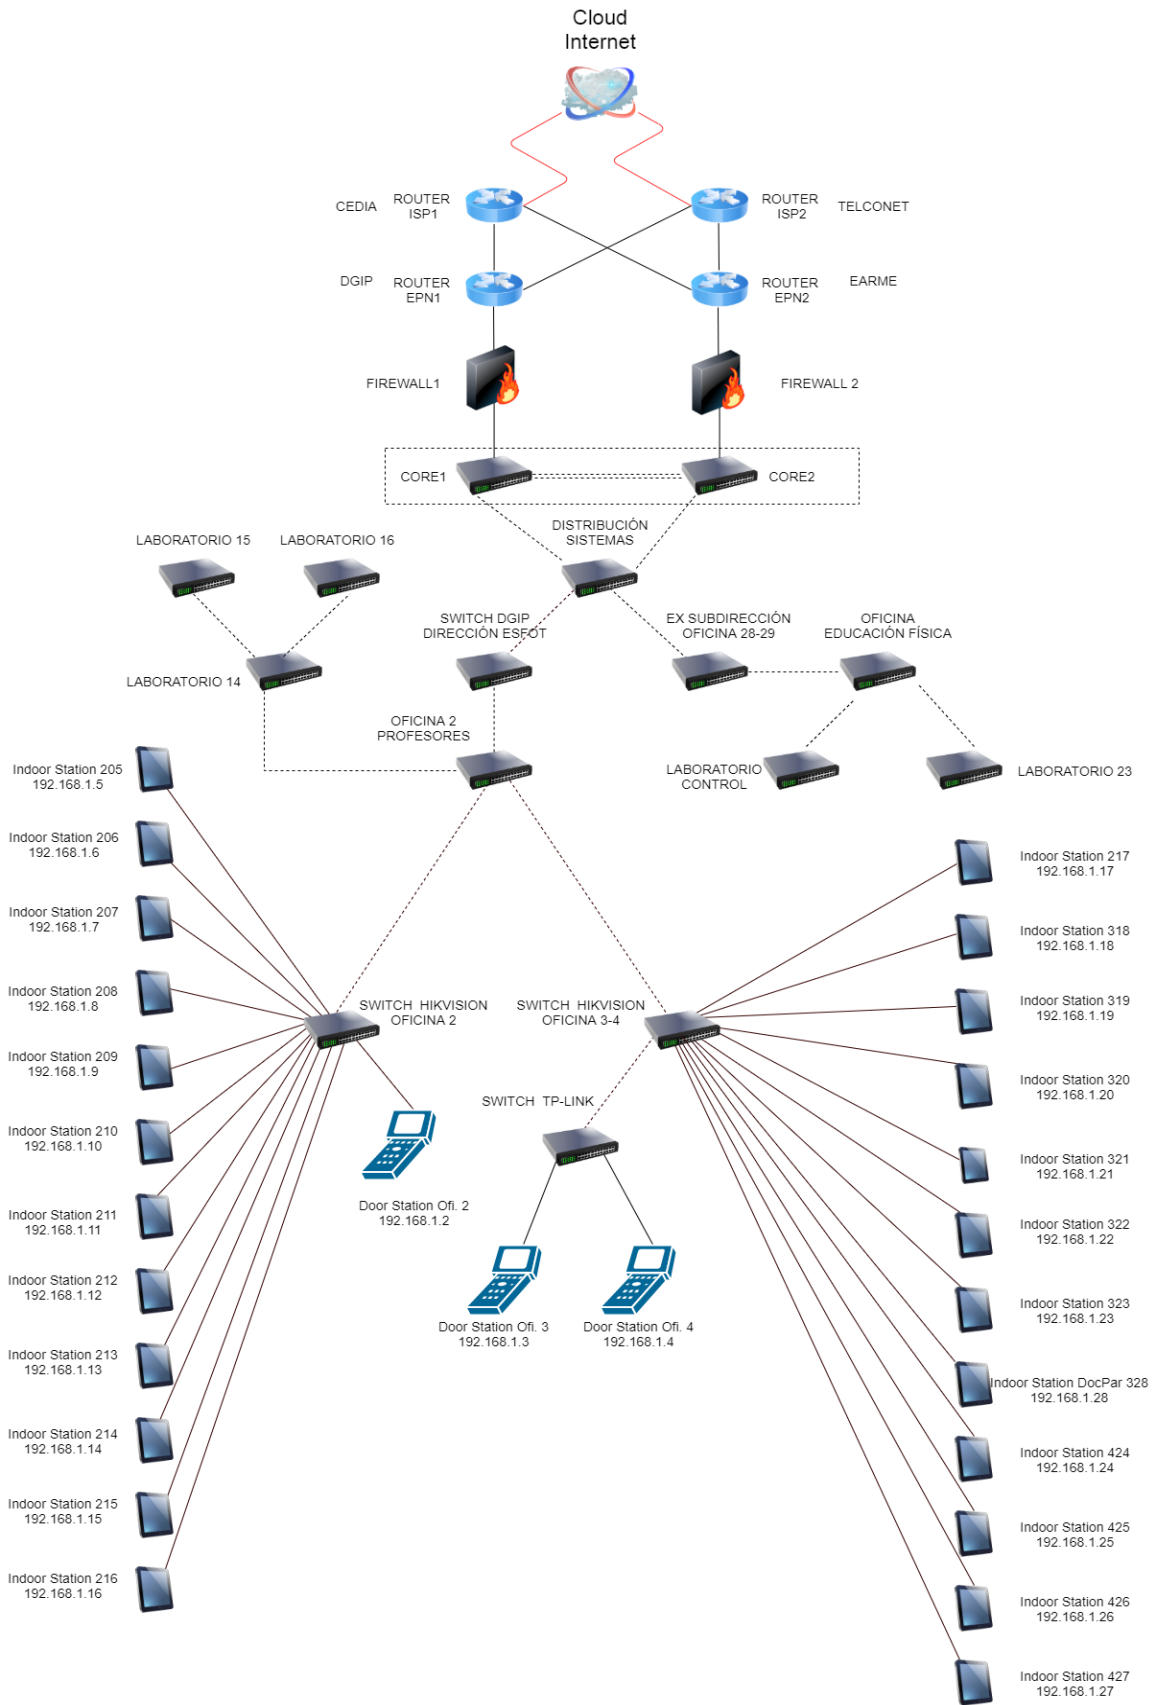 Cloud
Internet
CEDIA
ROUTER
ISP1
ROUTER
ISP2
TELCONET
DGIP
ROUTER
EPN1
ROUTER
EPN2
EARME
FIREWALL1
FIREWALL 2
CORE1
CORE2
DISTRIBUCIÓN
SISTEMAS
LABORATORIO 15
LABORATORIO 16
SWITCH DGIP
DIRECCIÓN ESFOT
EX SUBDIRECCIÓN
OFICINA 28-29
OFICINA
EDUCACIÓN FÍSICA
LABORATORIO 14
OFICINA 2
PROFESORES
LABORATORIO
CONTROL
LABORATORIO 23
Indoor Station 205
192.168.1.5
Indoor Station 206
192.168.1.6
Indoor Station 207
192.168.1.7
Indoor Station 208
192.168.1.8
Indoor Station 209
192.168.1.9
Indoor Station 210
192.168.1.10
Indoor Station 211
192.168.1.11
Indoor Station 212
192.168.1.12
Indoor Station 213
192.168.1.13
Indoor Station 214
192.168.1.14
Indoor Station 215
192.168.1.15
Indoor Station 216
192.168.1.16
SWITCH HIKVISION
OFICINA 2
SWITCH HIKVISION
OFICINA 3-4
SWITCH TP-LINK
Door Station Ofi. 2
192.168.1.2
Door Station Ofi. 3
192.168.1.3
Door Station Ofi. 4
192.168.1.4
Indoor Station 217
192.168.1.17
Indoor Station 318
192.168.1.18
Indoor Station 319
192.168.1.19
Indoor Station 320
192.168.1.20
Indoor Station 321
192.168.1.21
Indoor Station 322
192.168.1.22
Indoor Station 323
192.168.1.23
Indoor Station DocPar 328
192.168.1.28
Indoor Station 424
192.168.1.24
Indoor Station 425
192.168.1.25
Indoor Station 426
192.168.1.26
Indoor Station 427
192.168.1.27